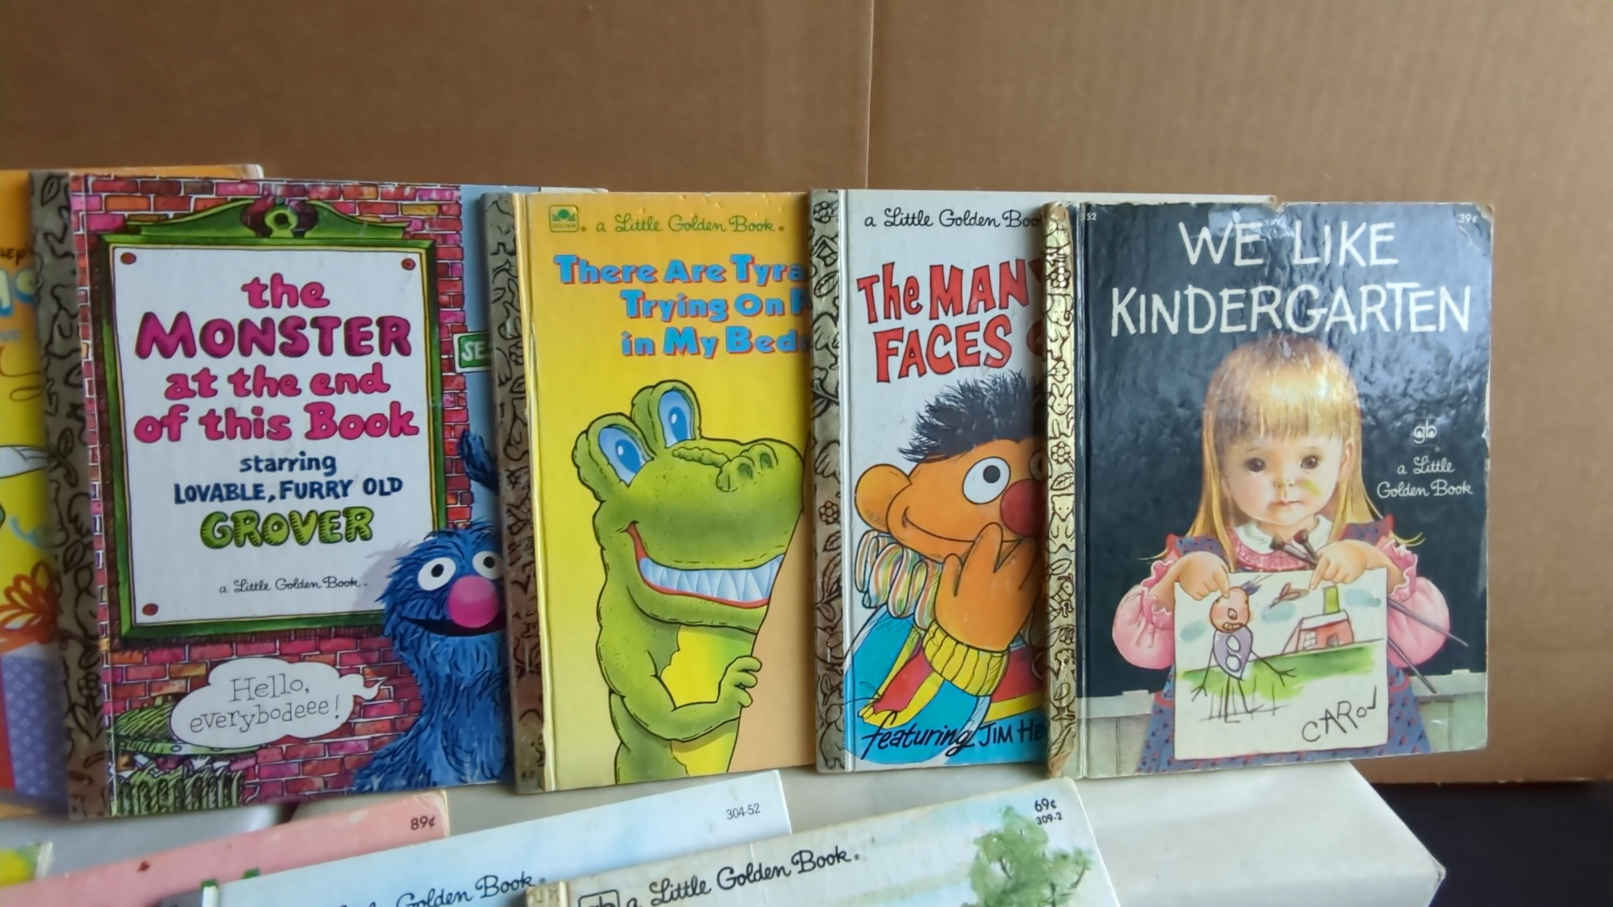 the
MONSTER
at the end
of this Book
starring
LOVABLE, FURRY OLD
GROVER
a Little Golden Book.
Hello,
everybodeee!
SE
a Little Golden Book.
There Are Tyra
Trying On
in My Bed
a Little Golden Boo
The MAN
FACES
featuring JIM HE
WE LIKE
KINDERGARTEN
39¢
gb
a Little
Golden Book
CAROL
89¢
304-52
Golden Book.
69¢
309-2
a Little Golden Book.